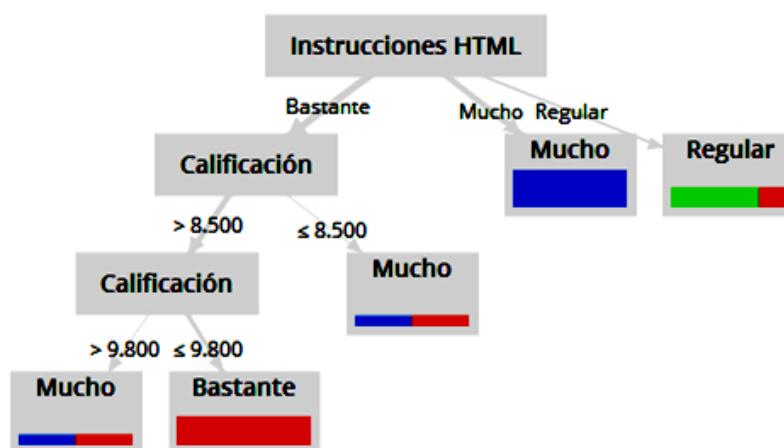 Instrucciones HTML
Bastante
Mucho Regular
Calificación
Mucho
Regular
> 8.500
≤ 8.500
Calificación
Mucho
> 9.800 ≤ 9.800
Mucho
Bastante